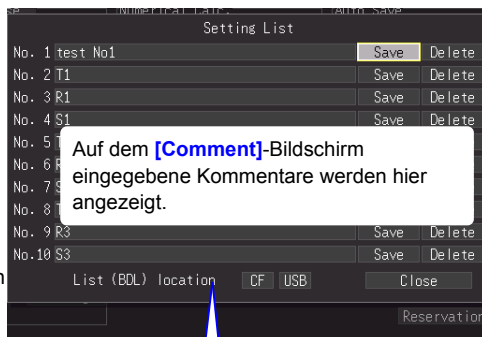 Numerical Calc.
Auto Save
Setting List
No. 1 test No1 Save Delete
No. 2 T1 Save Delete
No. 3 R1 Save Delete
No. 4 S1 Save Delete
No. 5
No. 6
No. 7
No. 8
Auf dem [Comment]-Bildschirm
eingegebene Kommentare werden hier
angezeigt.
No. 9 R3 Save Delete
No.10 S3 Save Delete
List (BDL) location CF USB Close
Reservation